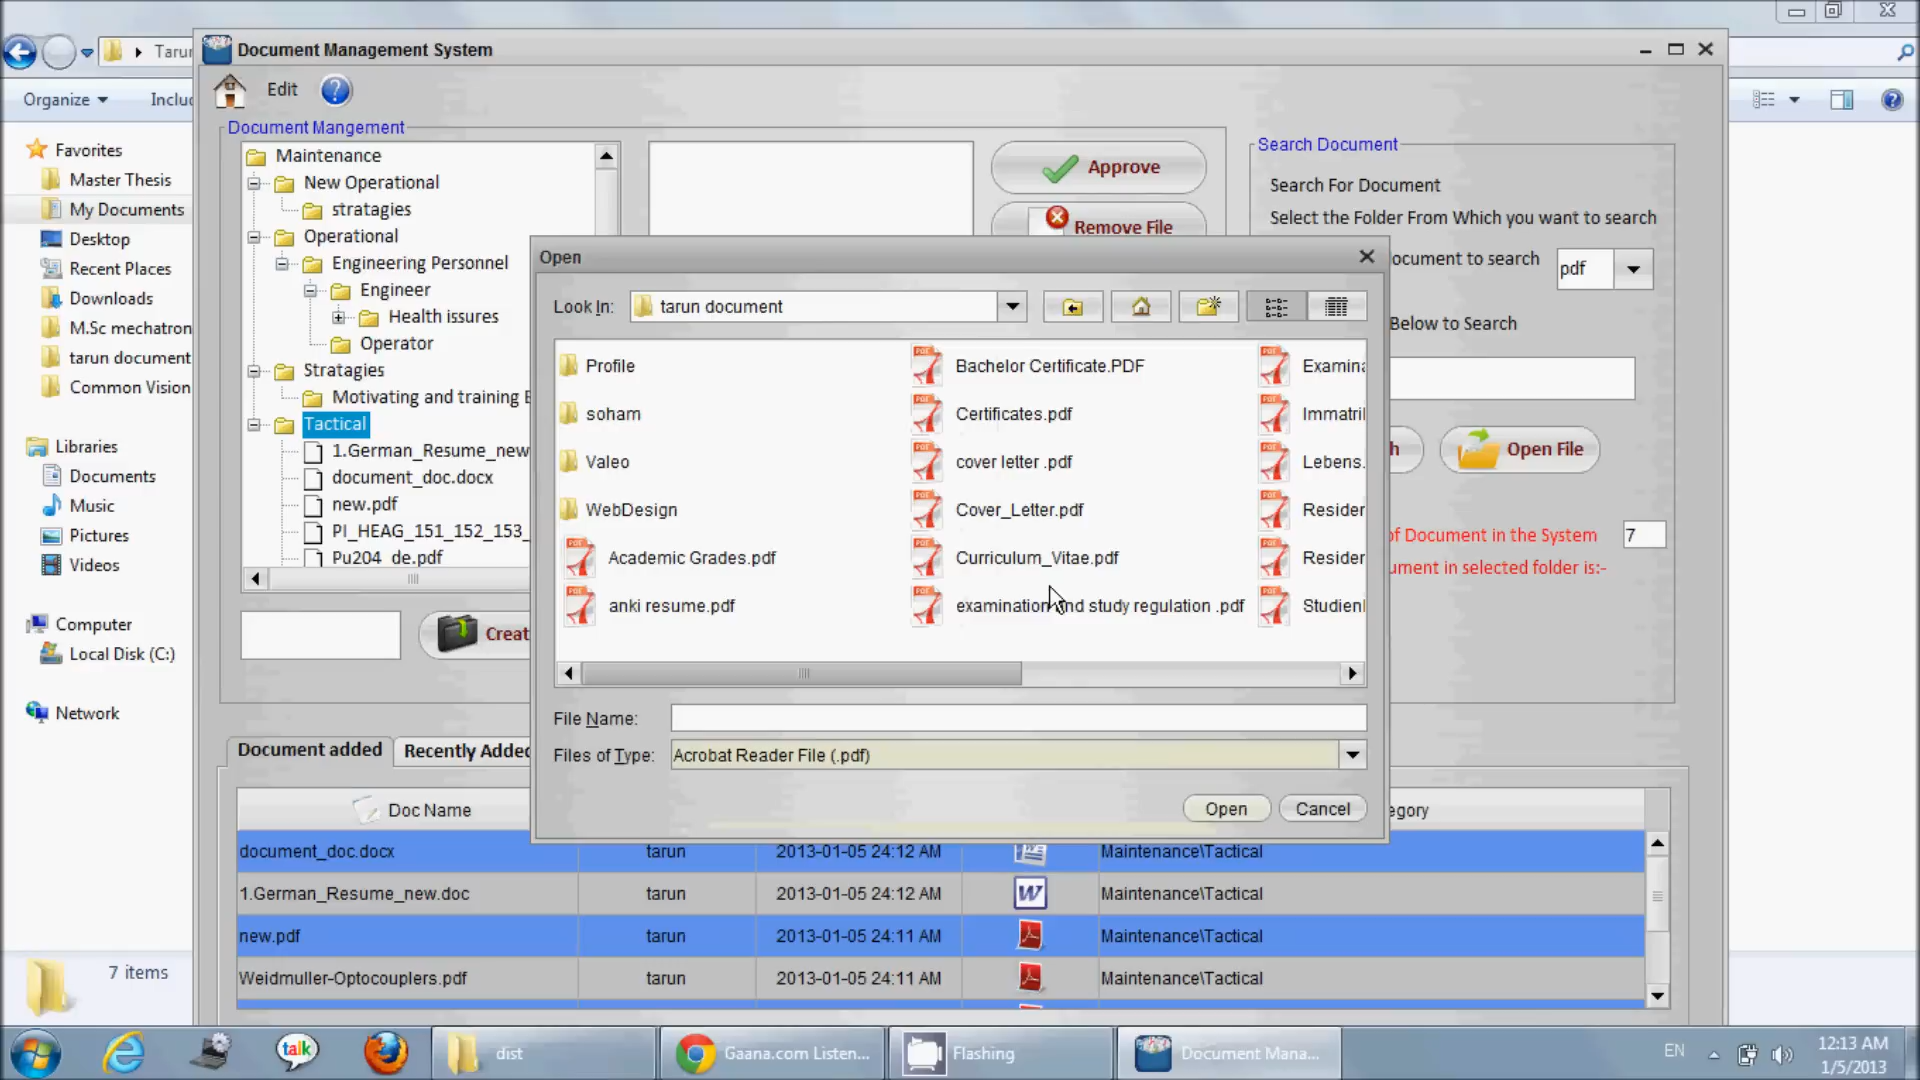 Tarun
Document Management System
Organize
Edit
Document Mangement
Search Document
Favorites
Master Thesis
My Documents
Desktop
Recent Places
Downloads
M.Sc mechatron
tarun document
Common Vision
Libraries
Documents
Music
Pictures
Videos
Computer
Local Disk (C:)
Network
7 items
Maintenance
New Operational
stratagies
Operational
Engineering Personnel
Engineer
Health issures
Operator
Stratagies
Motivating and training
Tactical
1.German_Resume_new
document_doc.docx
new.pdf
PI_HEAG_151_152_153_
Pu204_de.pdf
Approve
Remove File
Search For Document
Select the Folder From Which you want to search
ocument to search
pdf
Below to Search
Open File
of Document in the System
7
ument in selected folder is:-
Open
Look In:
tarun document
Profile
soham
Valeo
WebDesign
Academic Grades.pdf
anki resume.pdf
Bachelor Certificate.PDF
Certificates.pdf
cover letter .pdf
Cover_Letter.pdf
Curriculum_Vitae.pdf
examination and study regulation .pdf
Examina
Immatril
Lebens.
Resider
Resider
Studienl
File Name:
Files of Type:
Acrobat Reader File (.pdf)
Open
Cancel
Creat
Document added
Recently Added
Doc Name
egory
document_doc.docx tarun 2013-01-05 24:12 AM Maintenance\Tactical
1.German_Resume_new.doc tarun 2013-01-05 24:12 AM W Maintenance\Tactical
new.pdf tarun 2013-01-05 24:11 AM Maintenance\Tactical
Weidmuller-Optocouplers.pdf tarun 2013-01-05 24:11 AM Maintenance\Tactical
talk
dist
Gaana.com Listen...
Flashing
Document Mana...
EN
12:13 AM
1/5/2013